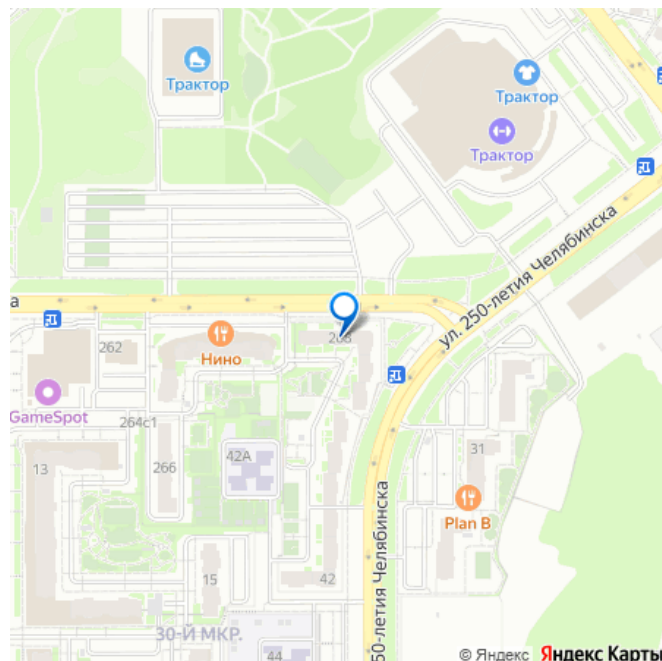 Трактор
Трактор
Трактор
ул. 250-летия Челябинска
а
262
Нино
268
GameSpot
264с1
266
42А
13
31
Plan B
15
42
50-летия Челябинска
30-Й МКР.
44
© Яндекс Яндекс Карты